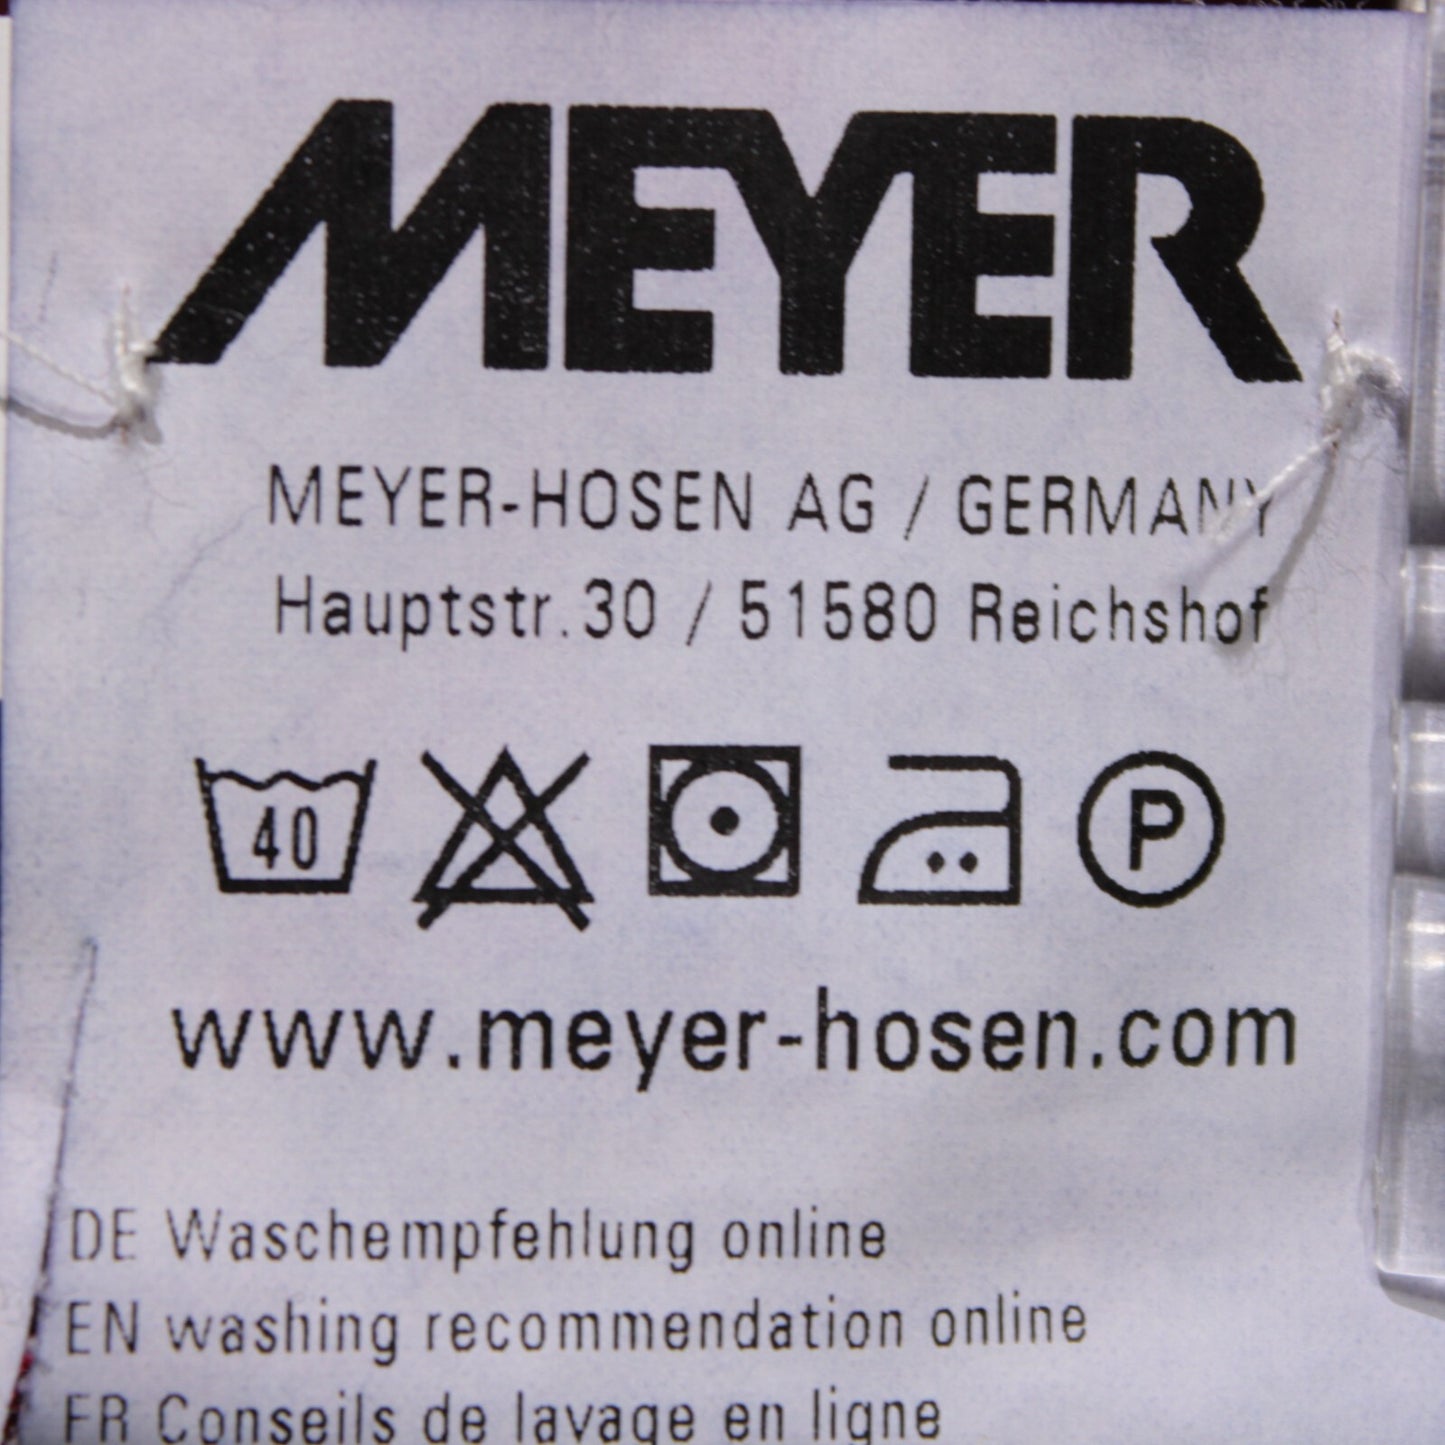 MEYER
MEYER-HOSEN AG / GERMANY
Hauptstr.30 / 51580 Reichshof
40 P
www.meyer-hosen.com
DE Waschempfehlung online
EN washing recommendation online
FR Conseils de lavage en ligne